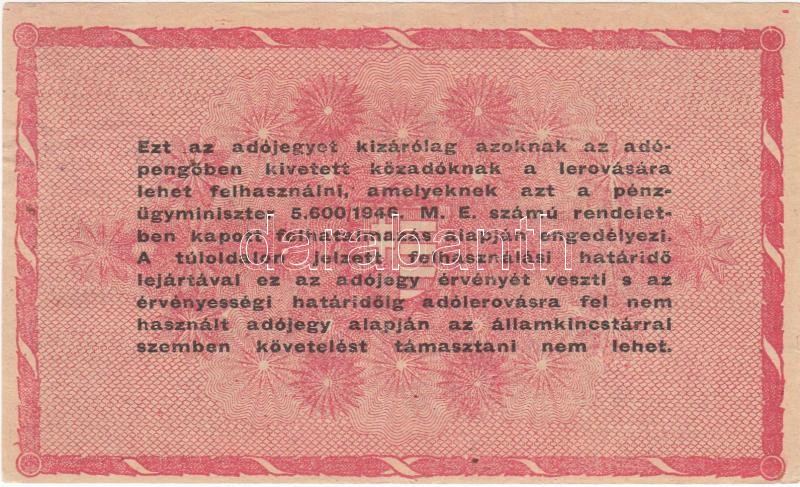 Ezt az adójegyet kizárólag azoknak az adó-
pengőben kivetett közadóknak a lerovására
lehet felhasználni, amelyeknek azt a pénz-
ügyminiszter 5.600/1946. M. E. számú rendelet-
ben kapott felhatalmazás alapján engedélyezi.
A túloldalon jelzett felhasználási határidő
lejártával ez az adójegy érvényét veszti s az
érvényességi határidőig adólerovásra fel nem
használt adójegy alapján az államkincstárral
szemben követelést támasztani nem lehet.
darabanth